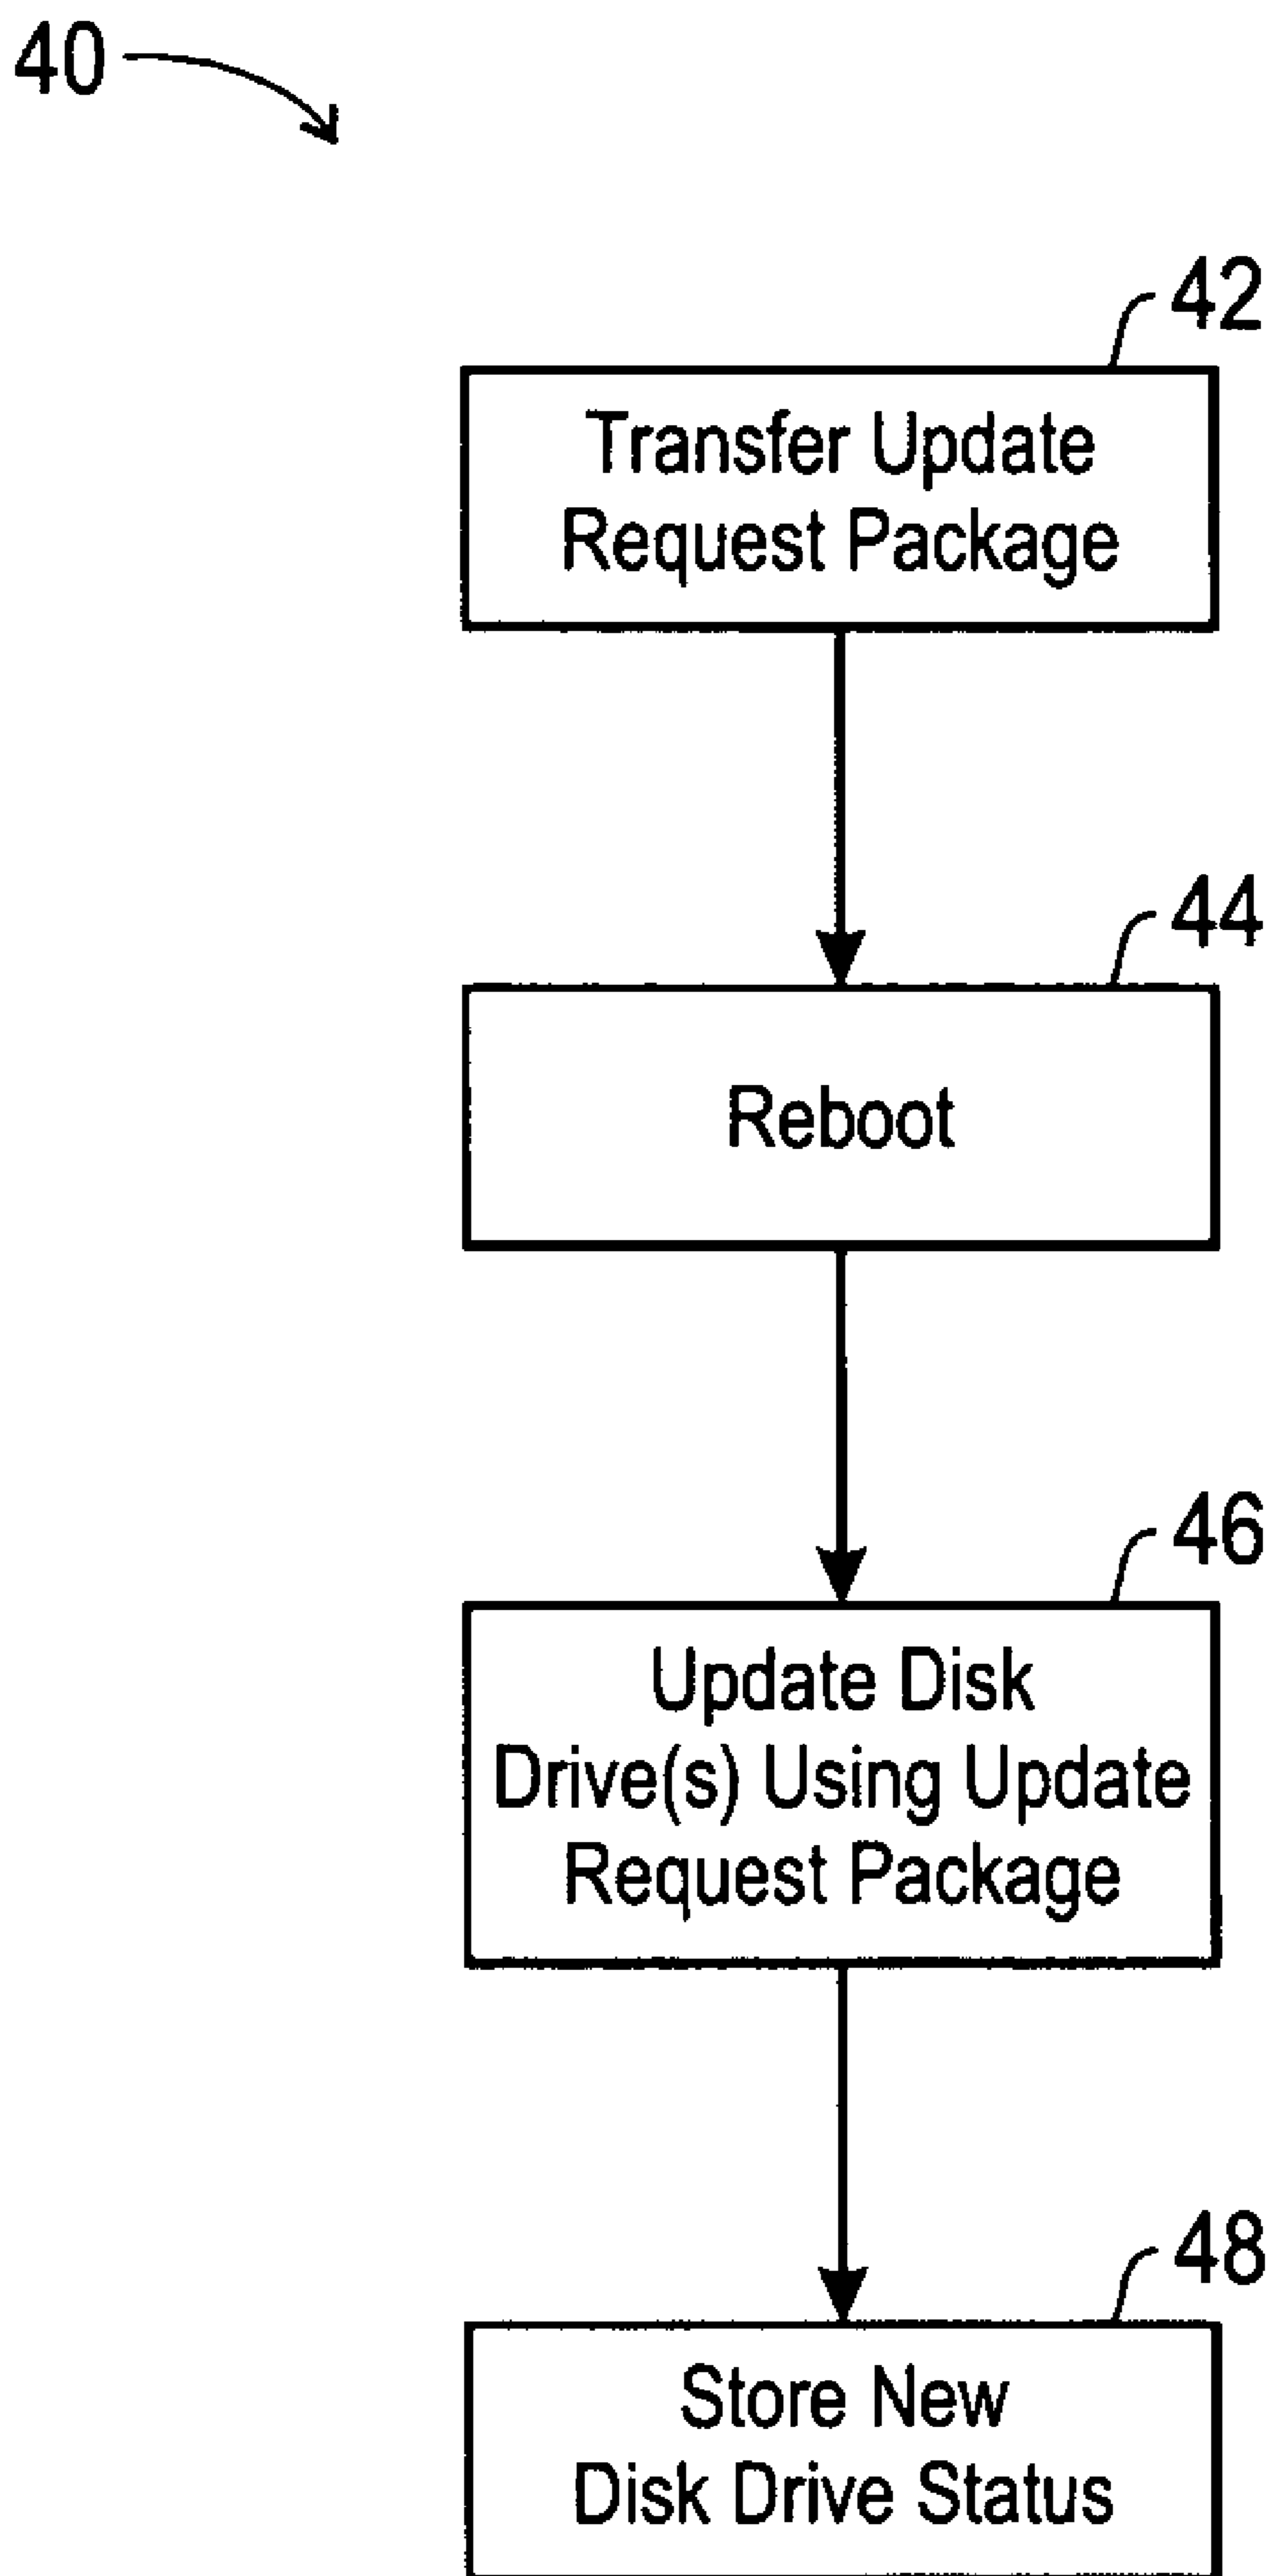 40
42
Transfer Update
Request Package
44
Reboot
46
Update Disk
Drive(s) Using Update
Request Package
48
Store New
Disk Drive Status